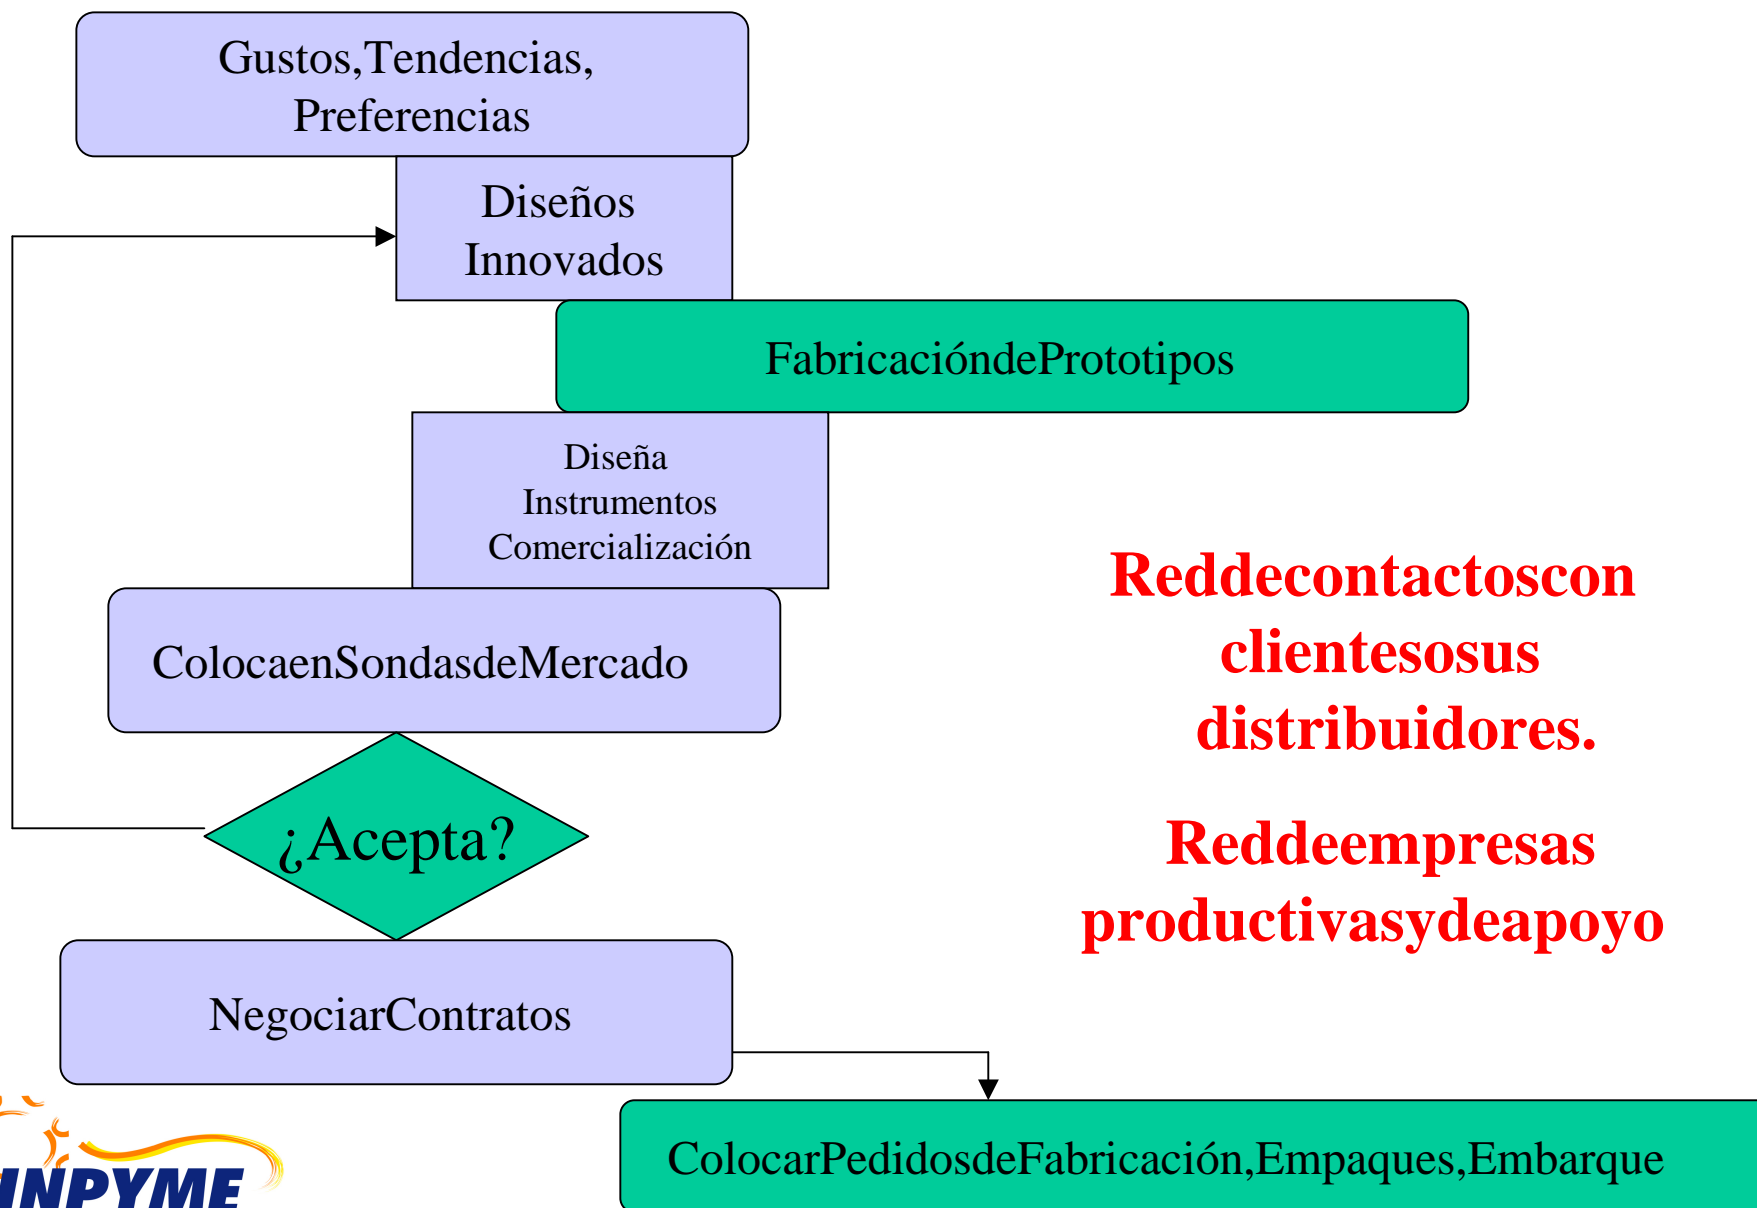 Gustos,Tendencias,
Preferencias
Diseños
Innovados
FabricacióndePrototipos
Diseña
Instrumentos
Comercialización
ColocaenSondasdeMercado
¿Acepta?
NegociarContratos
ColocarPedidosdeFabricación,Empaques,Embarque
Reddecontactoscon
clientesosus
distribuidores.
Reddeempresas
productivasydeapoyo
INPYME